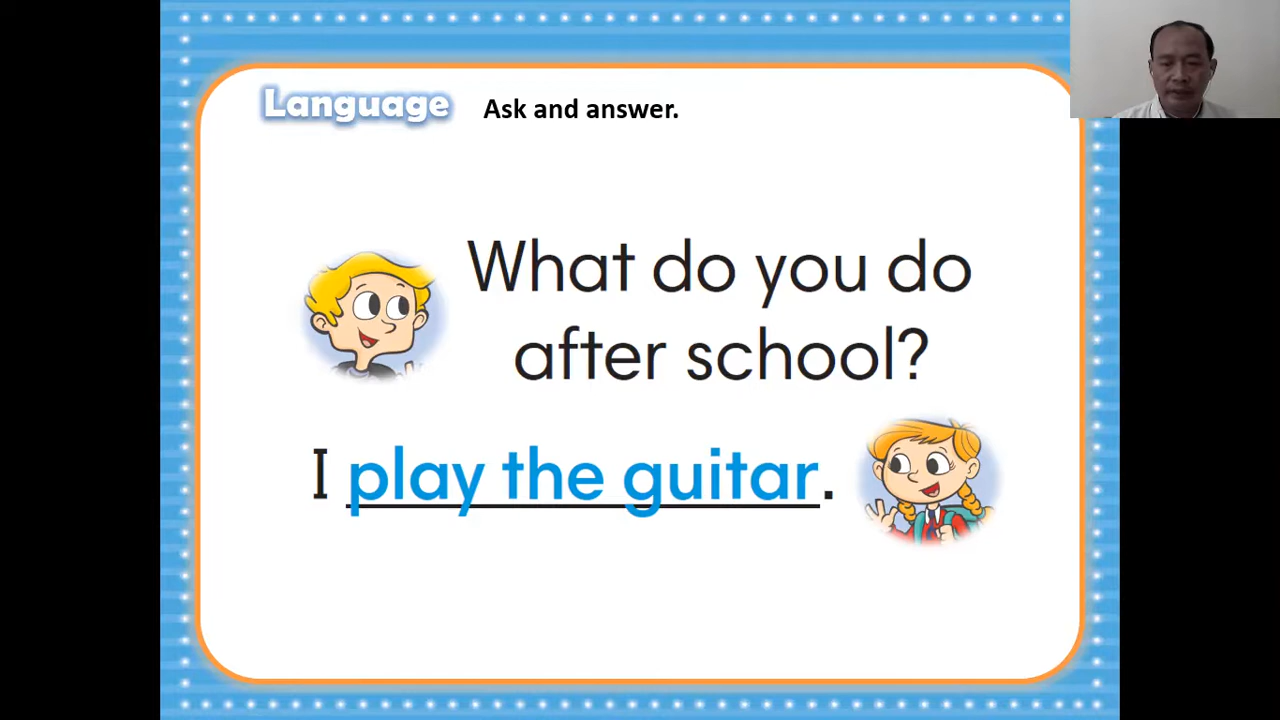 Language Ask and answer.
What do you do
after school?
I play the guitar.